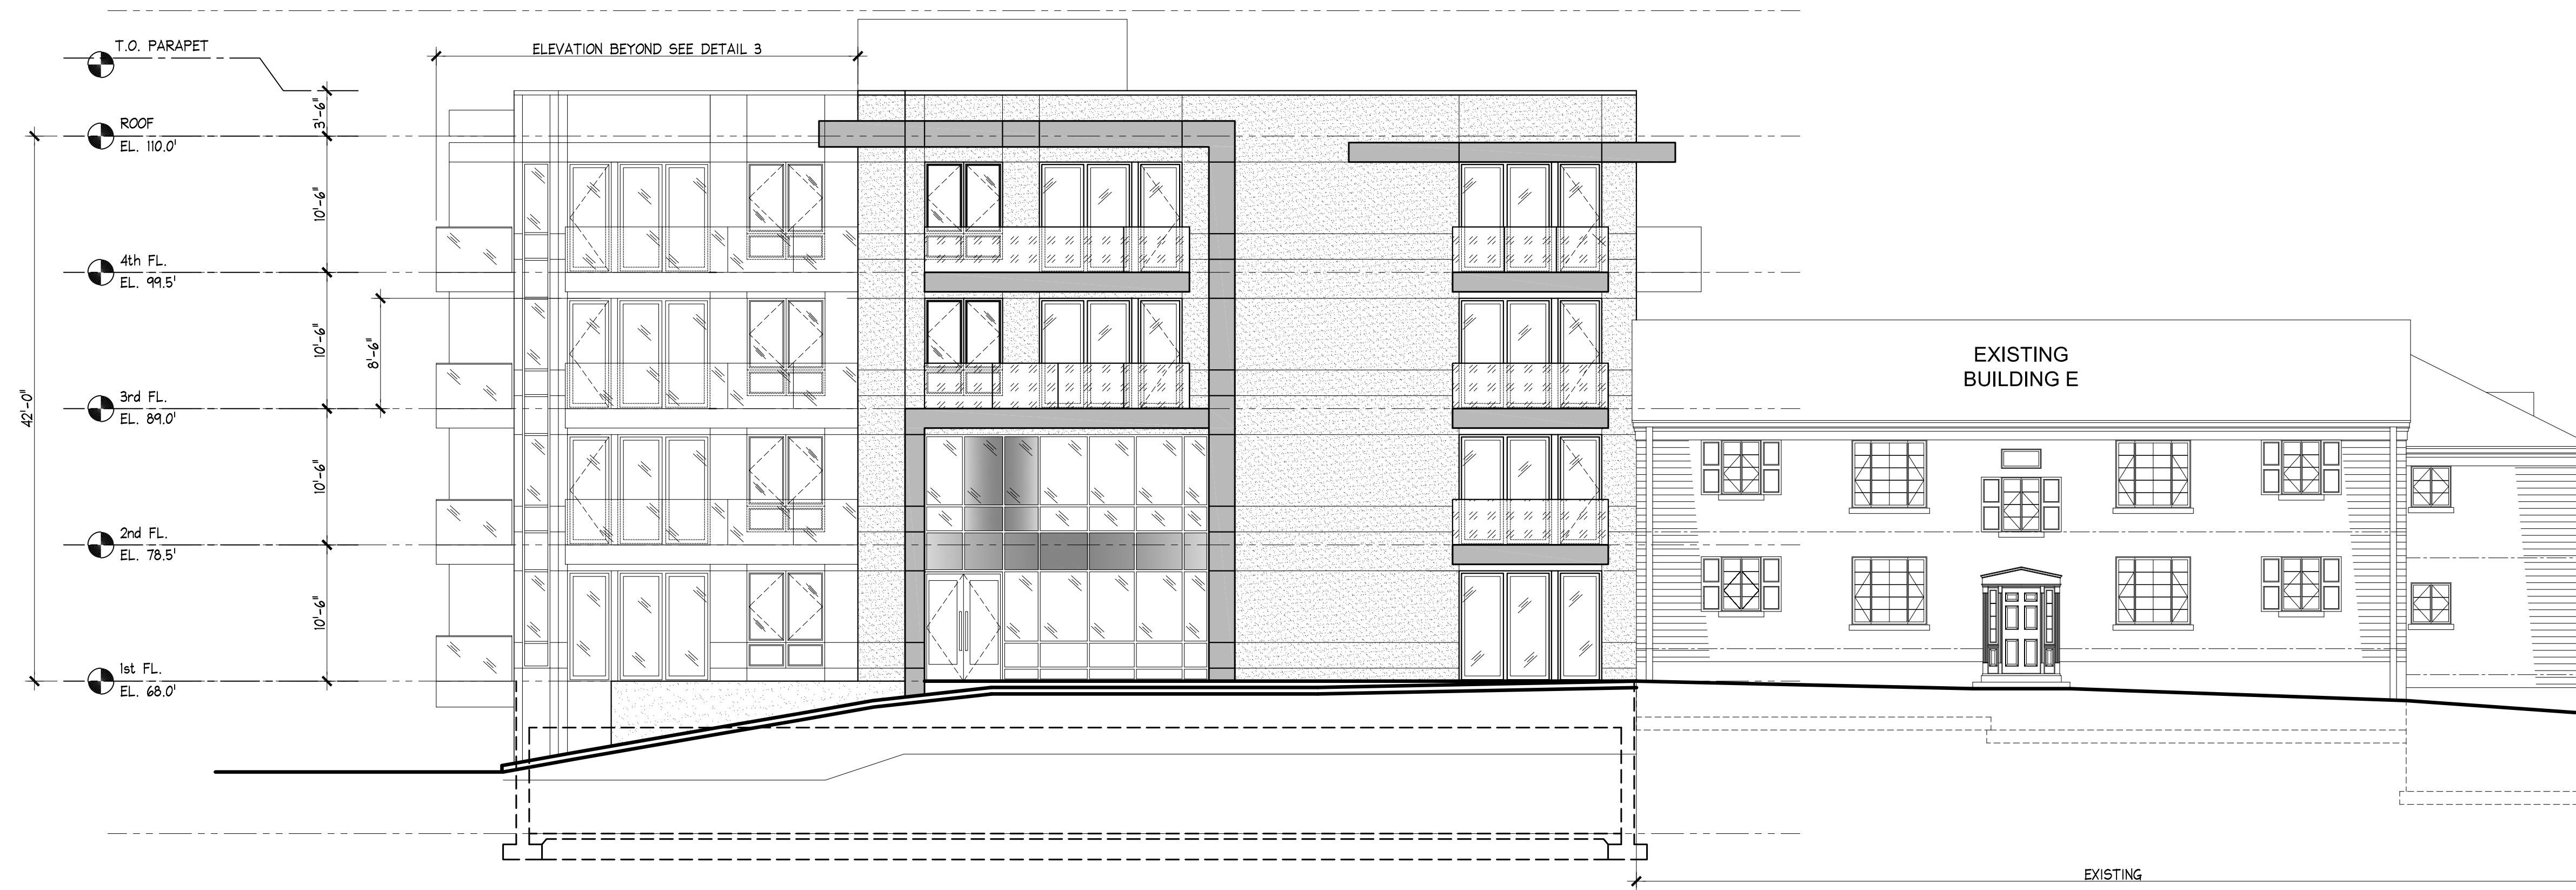 T.O. PARAPET
ELEVATION BEYOND SEE DETAIL 3
3'-6"
ROOF
EL. 110.0'
10'-6"
4th FL.
EL. 99.5'
10'-6"
8'-6"
42'-0"
3rd FL.
EL. 89.0'
10'-6"
2nd FL.
EL. 78.5'
10'-6"
1st FL.
EL. 68.0'
EXISTING
BUILDING E
EXISTING